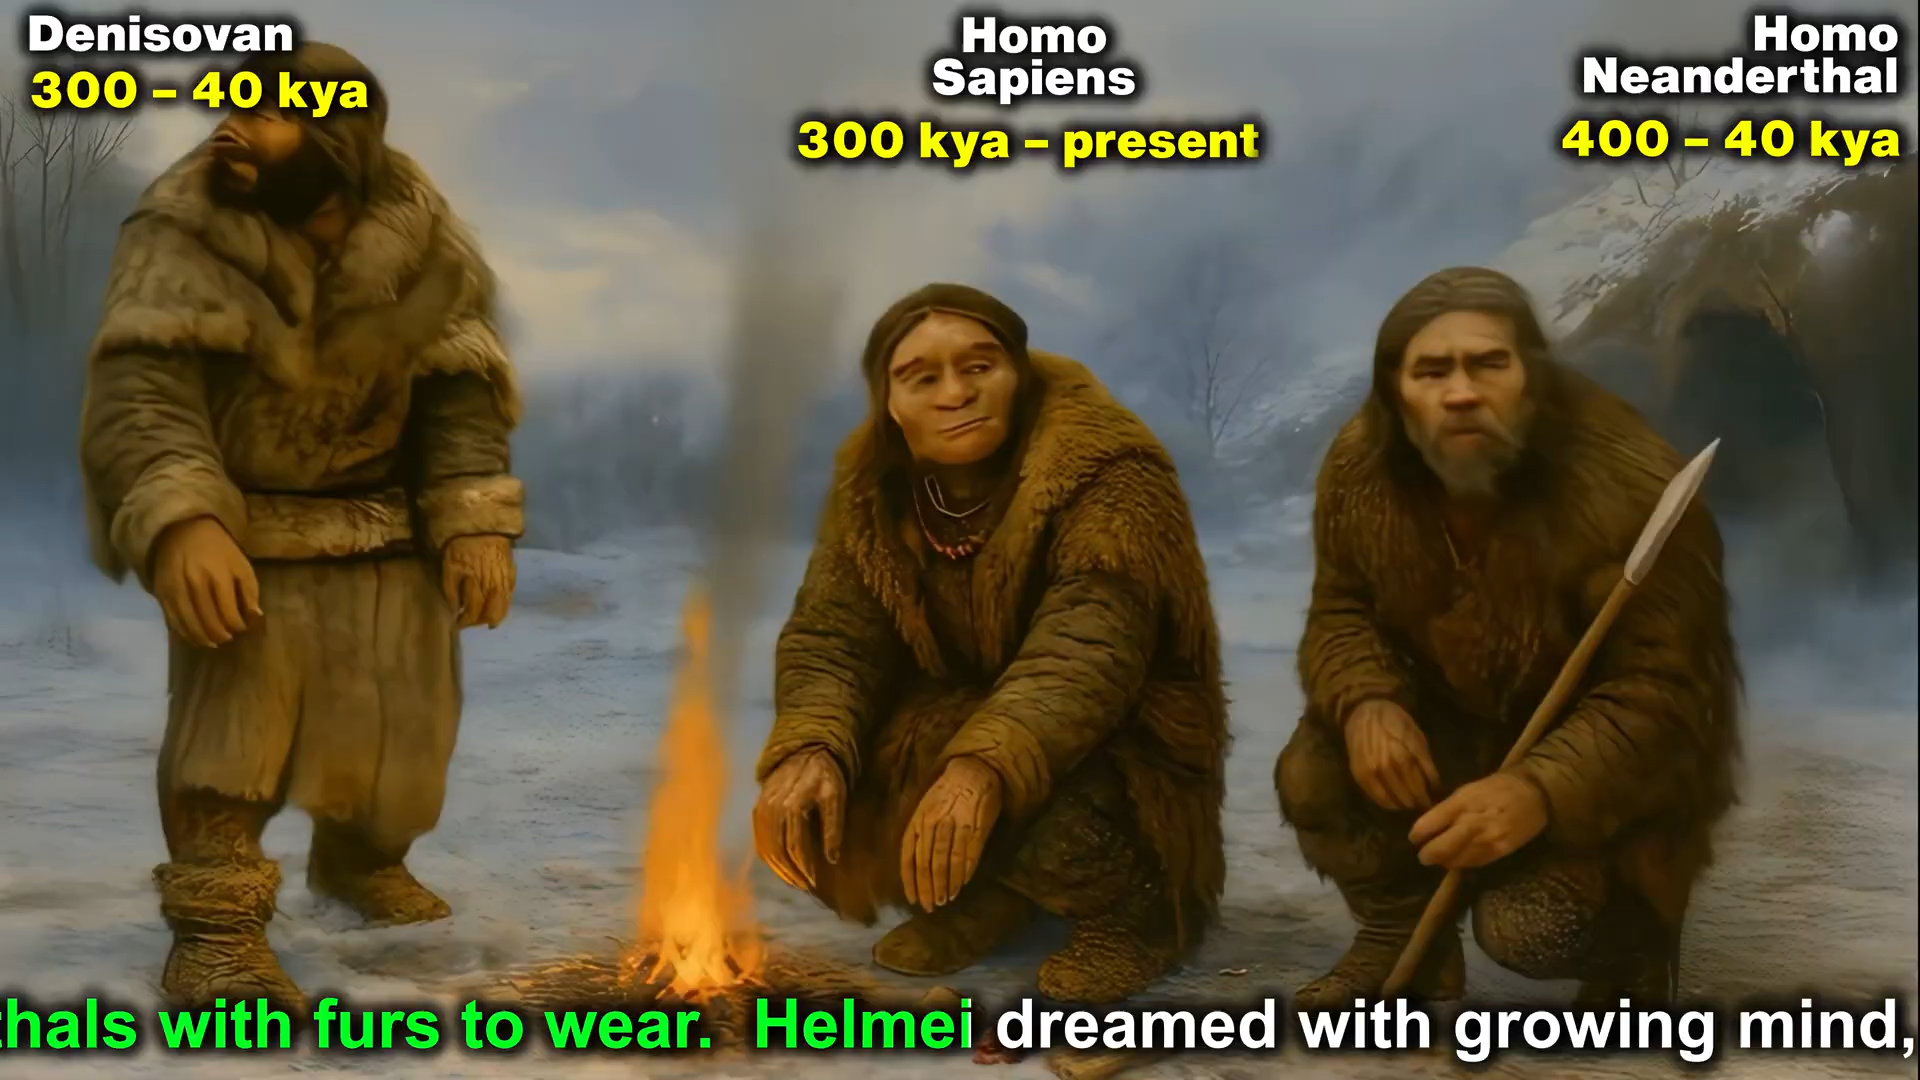 Denisovan
300 – 40 kya
Homo
Sapiens
300 kya – present
Homo
Neanderthal
400 – 40 kya
thals with furs to wear. Helmei dreamed with growing mind,